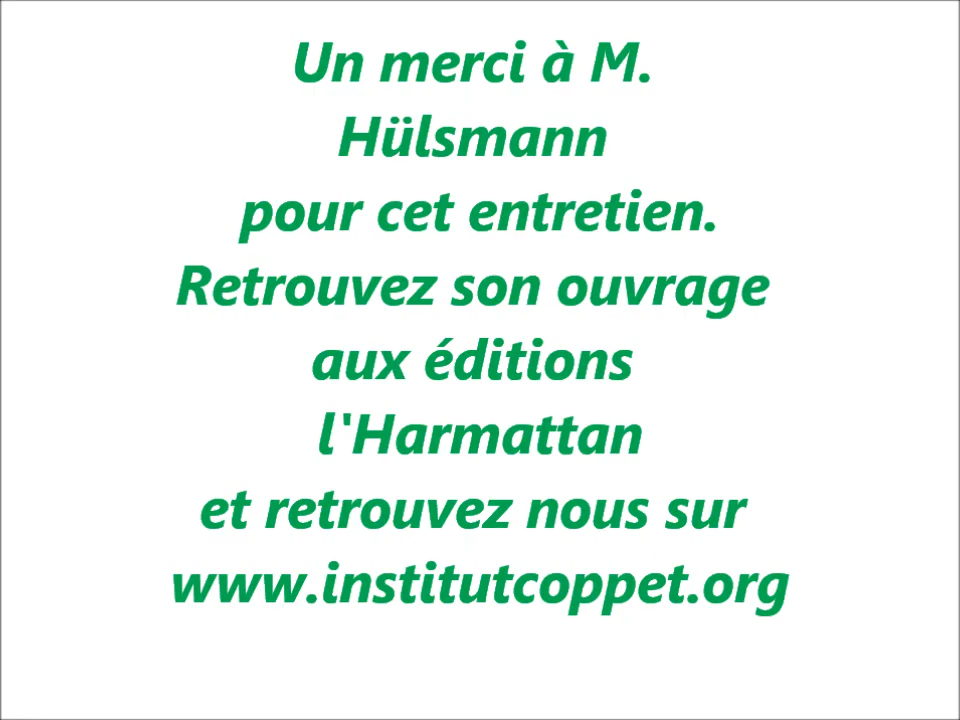 Un merci à M.
Hülsmann
pour cet entretien.
Retrouvez son ouvrage
aux éditions
l'Harmattan
et retrouvez nous sur
www.institutcoppet.org